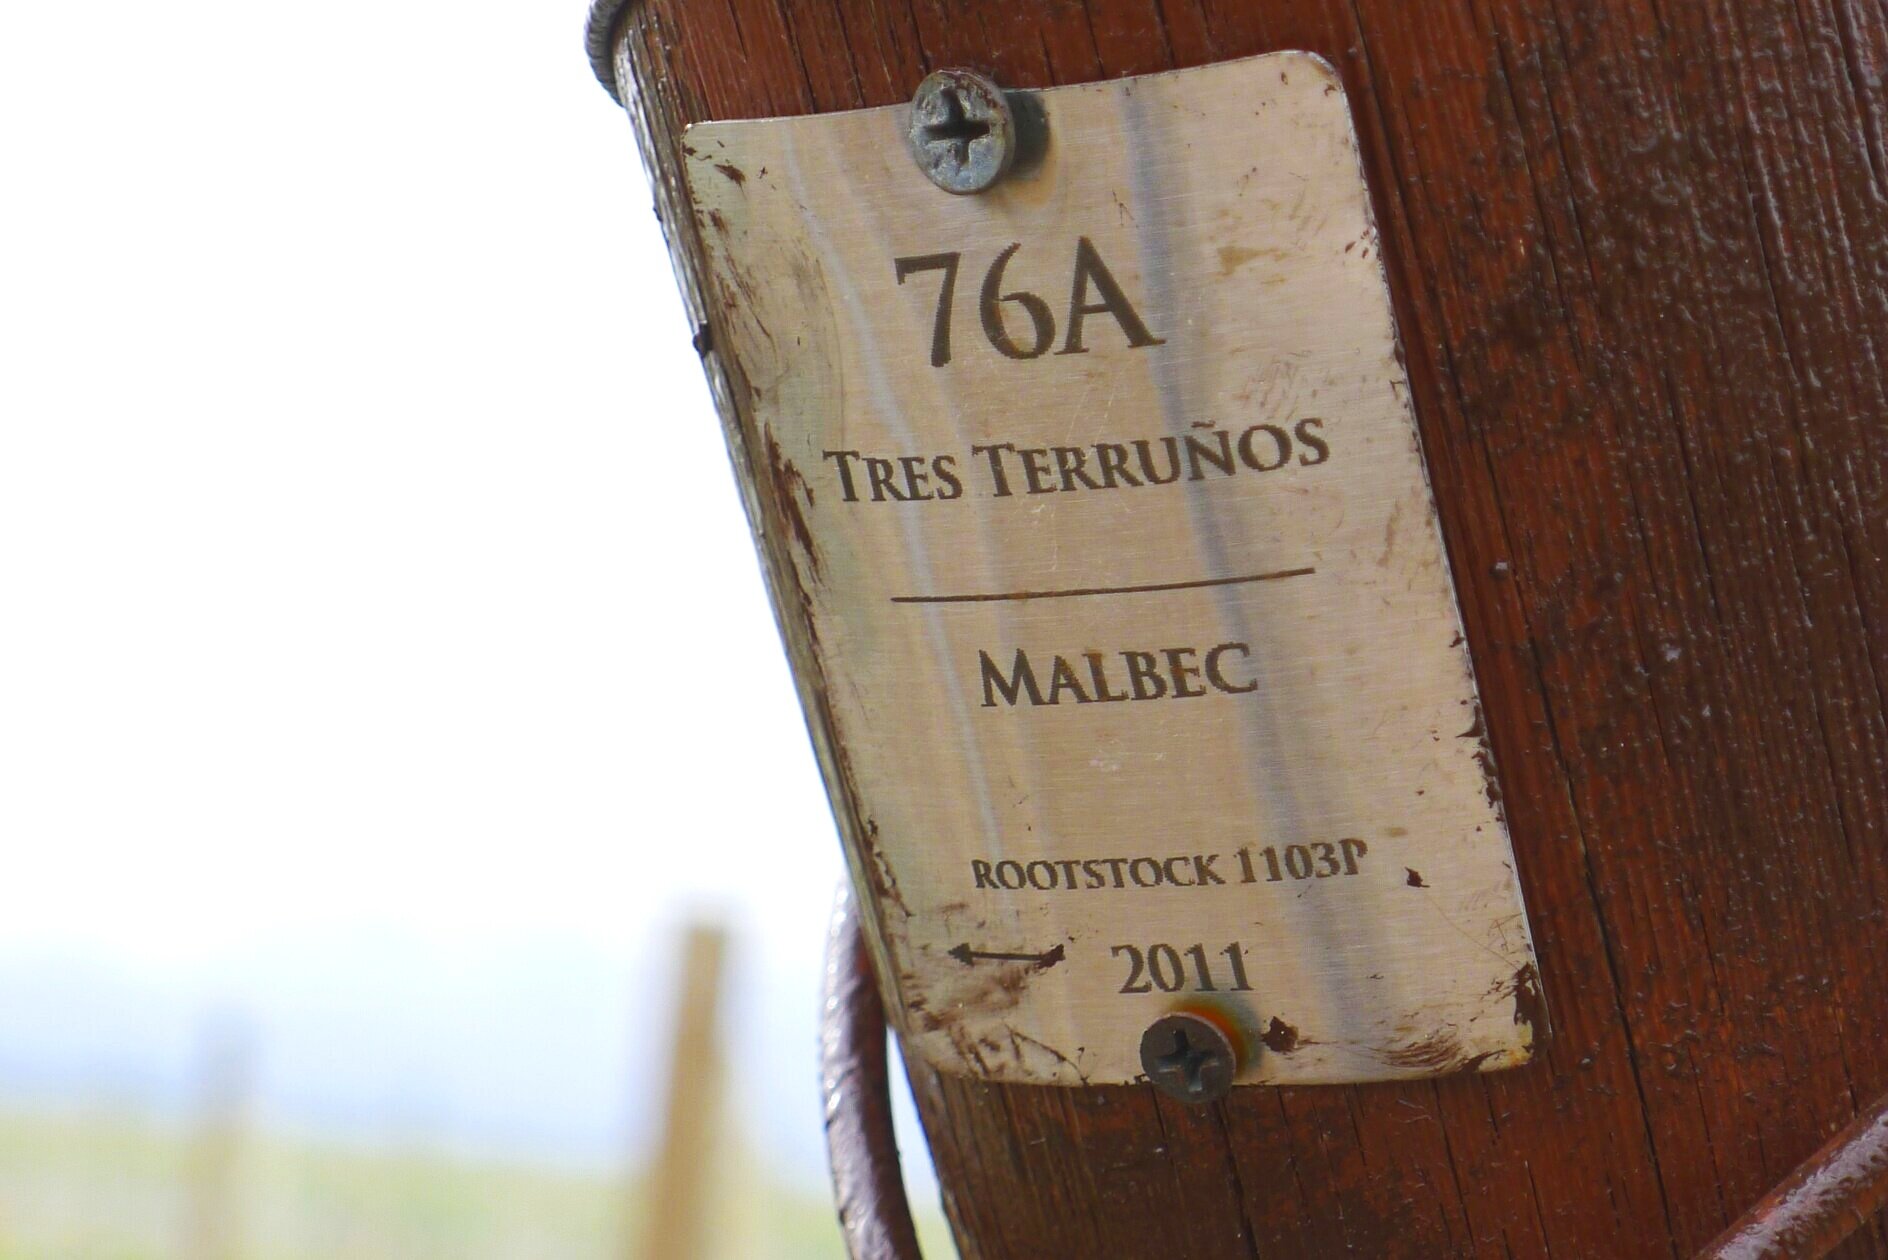 76A
TRES TERRUÑOS
MALBEC
ROOTSTOCK 1103P
2011